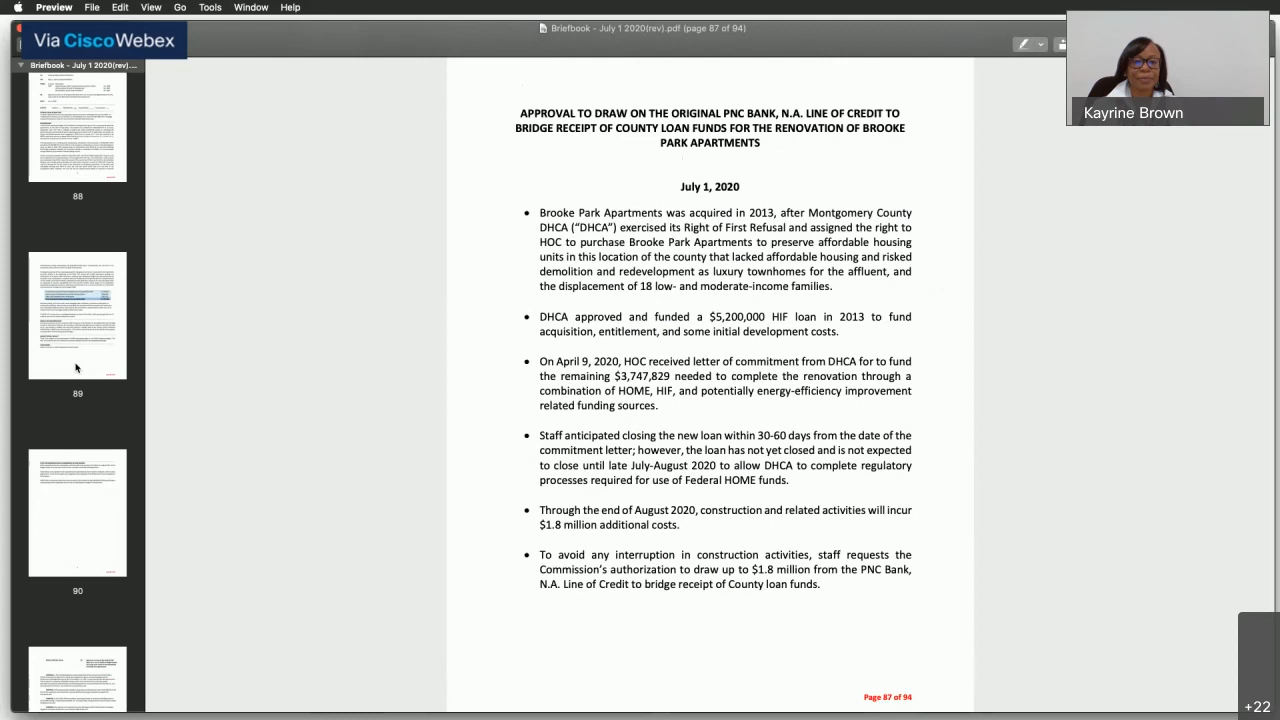 Preview File Edit View Go Tools Window Help
Via CiscoWebex
Briefbook - July 1 2020(rev).pdf (page 87 of 94)
Briefbook - July 1 2020(rev)....
88
89
90
Kayrine Brown
APPROVAL TO DRAW ON THE ORIGINAL PNC BANK, N.A. LINE OF CREDIT TO
BRIDGE RECEIPT OF COUNTY LOAN FUNDS FOR THE RENOVATION OF BROOKE
PARK APARTMENTS
July 1, 2020
• Brooke Park Apartments was acquired in 2013, after Montgomery County
DHCA (“DHCA”) exercised its Right of First Refusal and assigned the right to
HOC to purchase Brooke Park Apartments to preserve affordable housing
units in this location of the county that lacked affordable housing and risked
demolition and redevelopment as luxury townhomes for the affluent, and
the displacement of 18 low- and moderate-income families.
• DHCA approved and funded a $5,200,000 HIF loan in 2013 to fund
acquisition, entitlement, and some initial development costs.
• On April 9, 2020, HOC received letter of commitment from DHCA for to fund
the remaining $3,747,829 needed to complete the renovation through a
combination of HOME, HIF, and potentially energy-efficiency improvement
related funding sources.
• Staff anticipated closing the new loan within 30-60 days from the date of the
commitment letter; however, the loan has not yet closed and is not expected
to close until late July-August 2020 to allow DHCA to complete regulatory
processes required for use of Federal HOME funds.
• Through the end of August 2020, construction and related activities will incur
$1.8 million additional costs.
• To avoid any interruption in construction activities, staff requests the
Commission’s authorization to draw up to $1.8 million from the PNC Bank,
N.A. Line of Credit to bridge receipt of County loan funds.
Page 87 of 94
+22